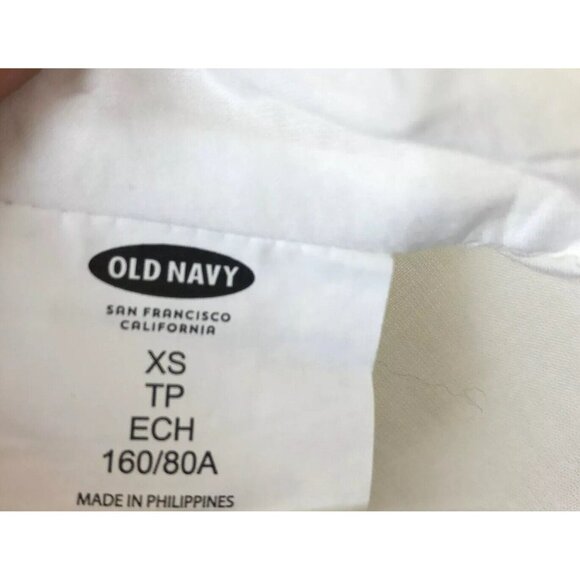 OLD NAVY
SAN FRANCISCO
CALIFORNIA
XS
TP
ECH
160/80A
MADE IN PHILIPPINES